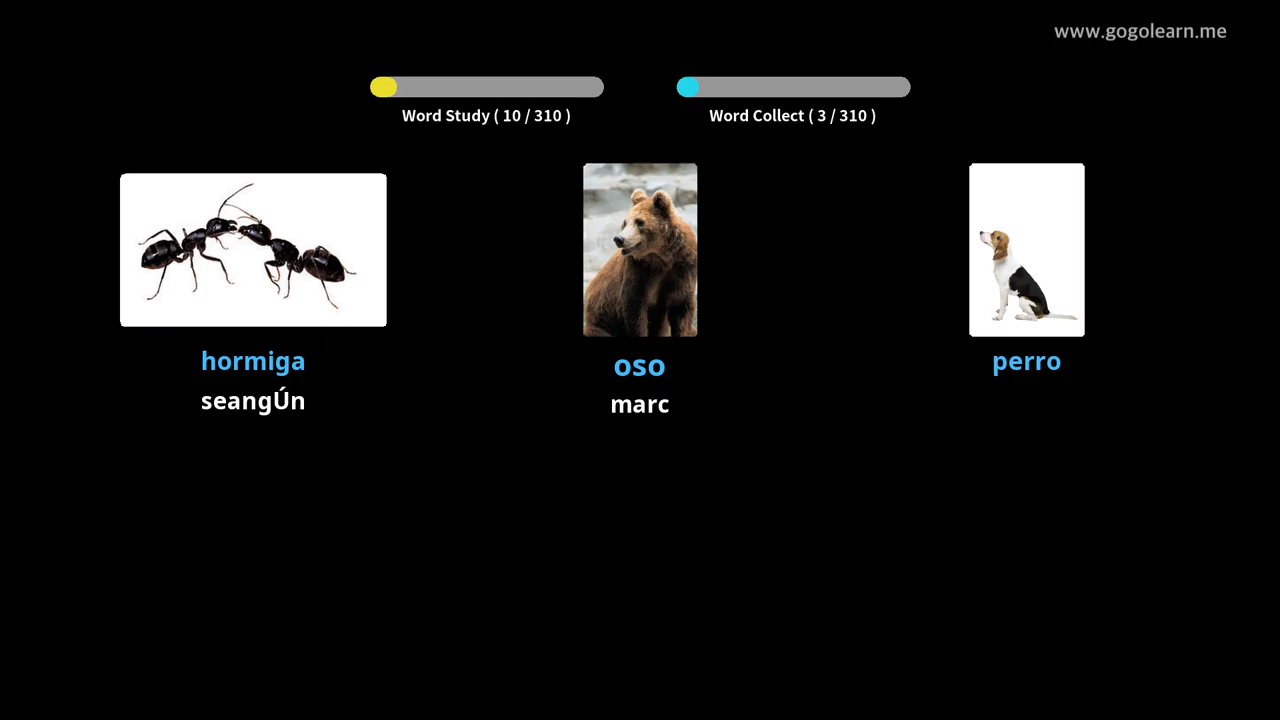 www.gogolearn.me
Word Study ( 10 / 310 )
Word Collect ( 3 / 310 )
hormiga
seangÚn
oso
marc
perro